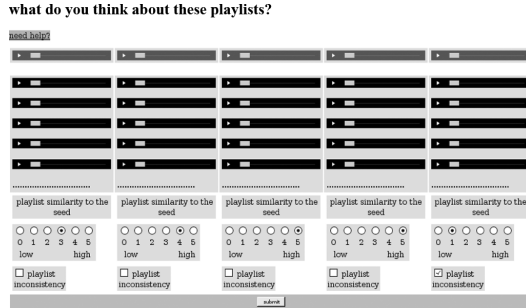 what do you think about these playlists?
need help?
................................ ................................ ................................ ................................ ................................
playlist similarity to the seed playlist similarity to the seed playlist similarity to the seed playlist similarity to the seed playlist similarity to the seed
0 1 2 3 4 5 0 1 2 3 4 5 0 1 2 3 4 5 0 1 2 3 4 5 0 1 2 3 4 5
low high low high low high low high low high
playlist inconsistency playlist inconsistency playlist inconsistency playlist inconsistency playlist inconsistency
submit